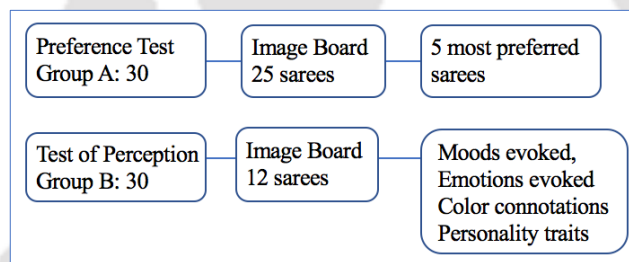 Preference Test
Group A: 30
Image Board
25 sarees
5 most preferred
sarees
Test of Perception
Group B: 30
Image Board
12 sarees
Moods evoked,
Emotions evoked
Color connotations
Personality traits